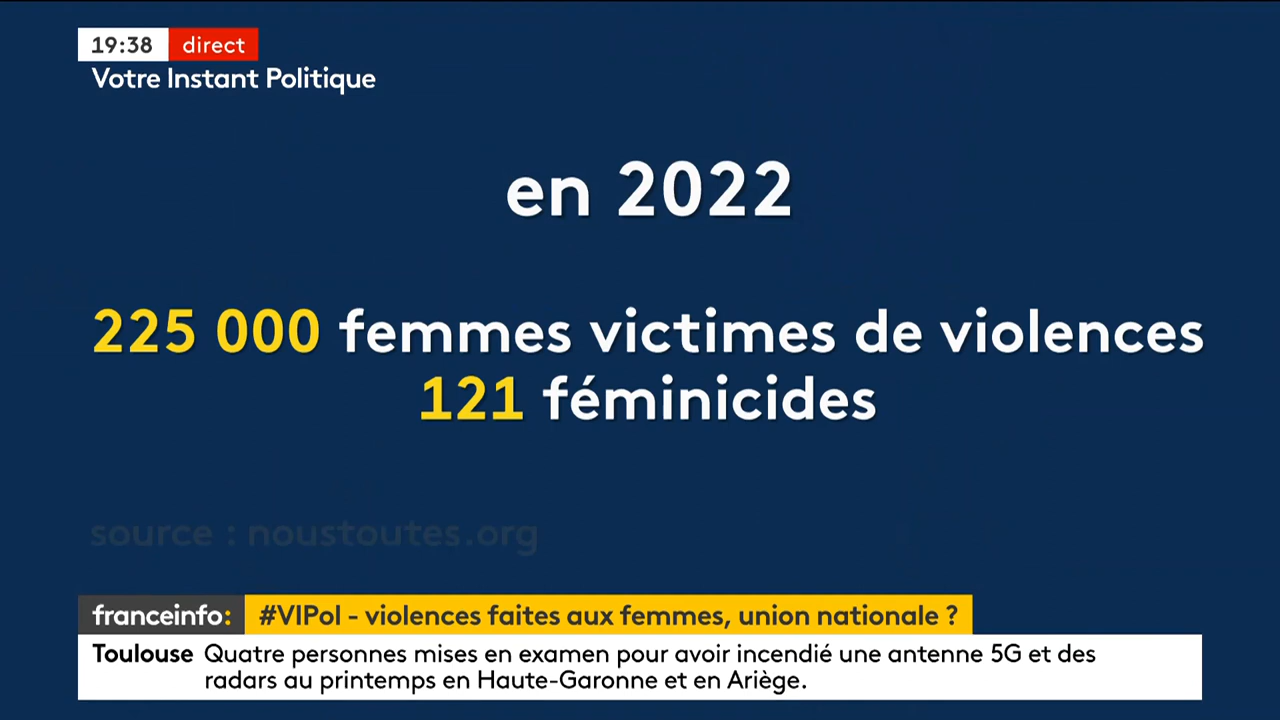 19:38 direct
Votre Instant Politique
en 2022
225 000 femmes victimes de violences
121 féminicides
source : noustoutes.org
franceinfo: #VIPol - violences faites aux femmes, union nationale ?
Toulouse Quatre personnes mises en examen pour avoir incendié une antenne 5G et des
radars au printemps en Haute-Garonne et en Ariège.